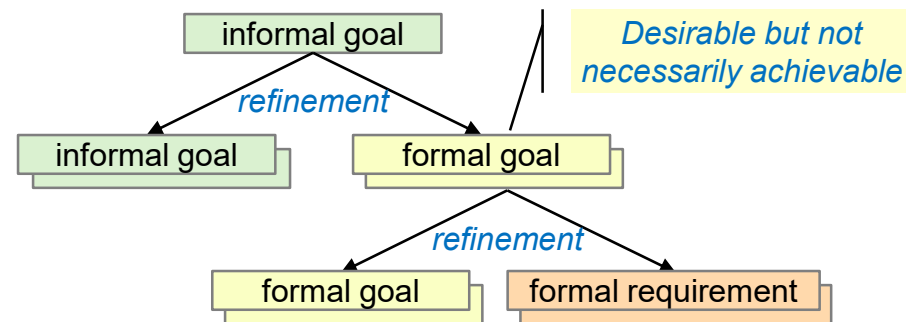 informal goal
Desirable but not
necessarily achievable
refinement
informal goal
formal goal
refinement
formal goal
formal requirement